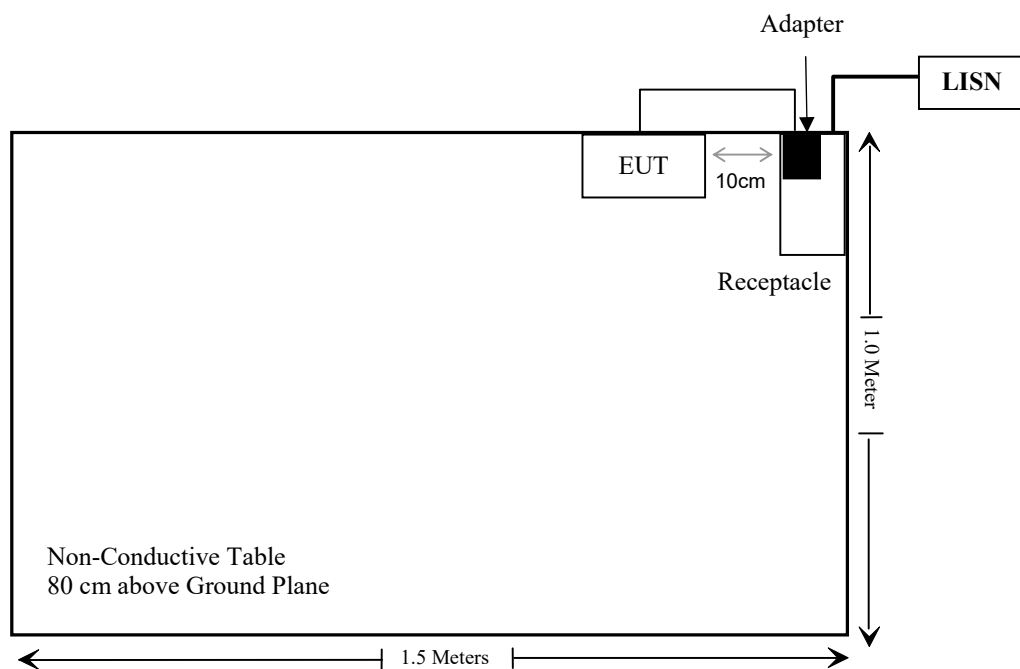 Adapter
LISN
EUT
10cm
Receptacle
1.0 Meter
Non-Conductive Table
80 cm above Ground Plane
1.5 Meters